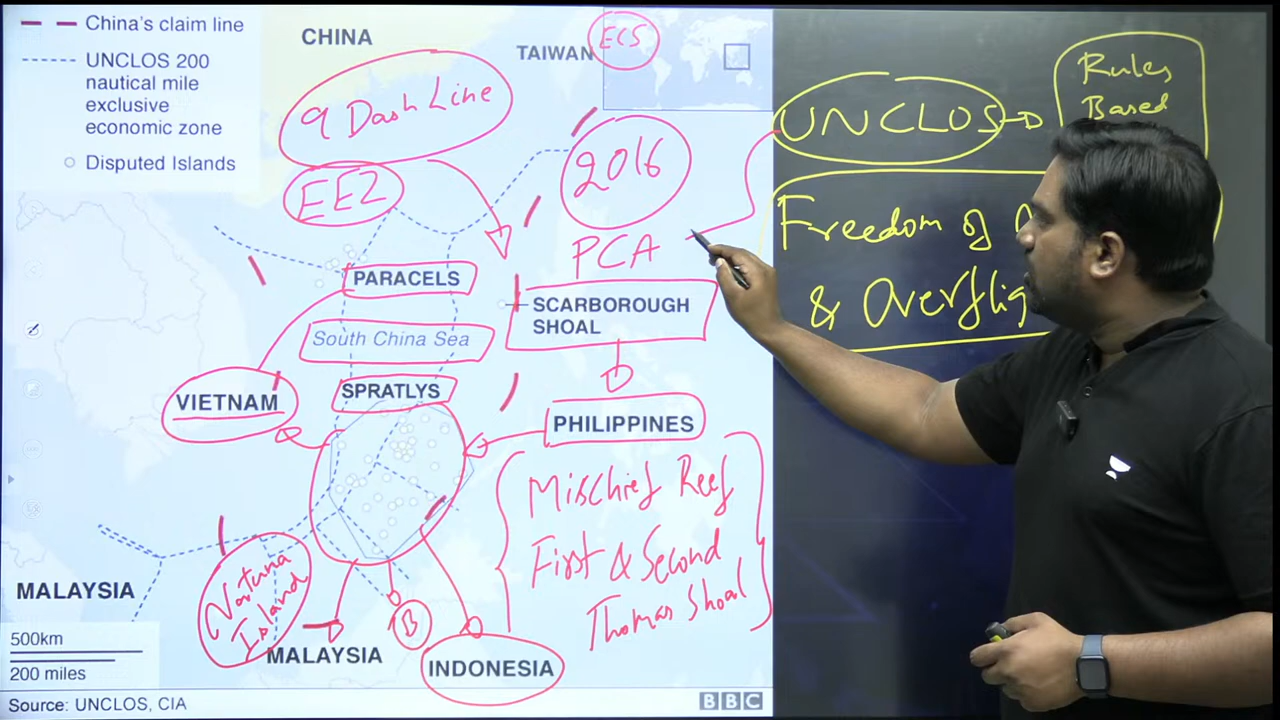 China's claim line
UNCLOS 200
nautical mile
exclusive
economic zone
Disputed Islands
CHINA
TAIWAN
ECS
9 Dash Line
EEZ
2016
PCA
PARACELS
SCARBOROUGH
SHOAL
South China Sea
SPRATLYS
VIETNAM
PHILIPPINES
Mischief Reef
First & Second
Thomas Shoal
Natuna
Island
MALAYSIA
B
MALAYSIA
INDONESIA
500km
200 miles
Source: UNCLOS, CIA
BBC
UNCLOS
Rules
Based
Freedom of
& Overflig